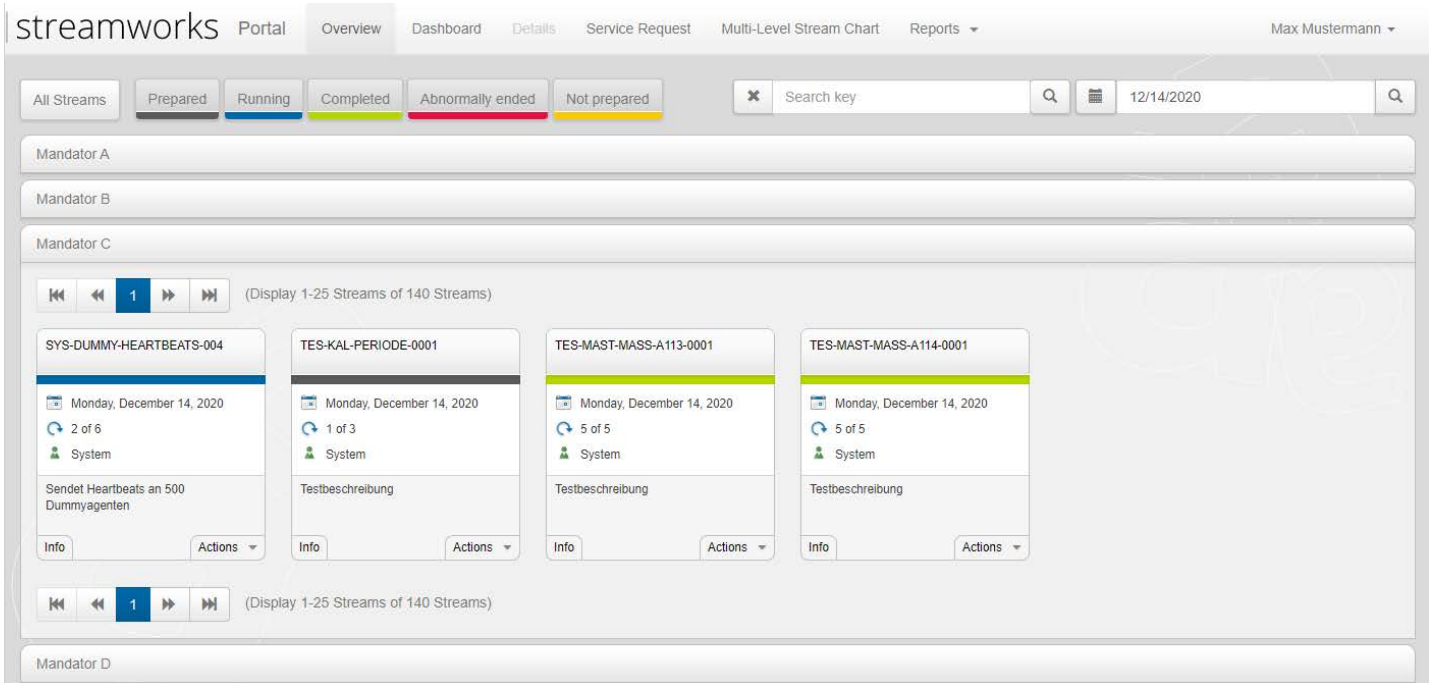 streamworks Portal Overview Dashboard Details Service Request Multi-Level Stream Chart Reports Max Mustermann
All Streams Prepared Running Completed Abnormally ended Not prepared Search key 12/14/2020
Mandator A
Mandator B
Mandator C
1 (Display 1-25 Streams of 140 Streams)
SYS-DUMMY-HEARTBEATS-004
Monday, December 14, 2020
2 of 6
System
Sendet Heartbeats an 500
Dummyagenten
Info Actions
TES-KAL-PERIODE-0001
Monday, December 14, 2020
1 of 3
System
Testbeschreibung
Info Actions
TES-MAST-MASS-A113-0001
Monday, December 14, 2020
5 of 5
System
Testbeschreibung
Info Actions
TES-MAST-MASS-A114-0001
Monday, December 14, 2020
5 of 5
System
Testbeschreibung
Info Actions
1 (Display 1-25 Streams of 140 Streams)
Mandator D